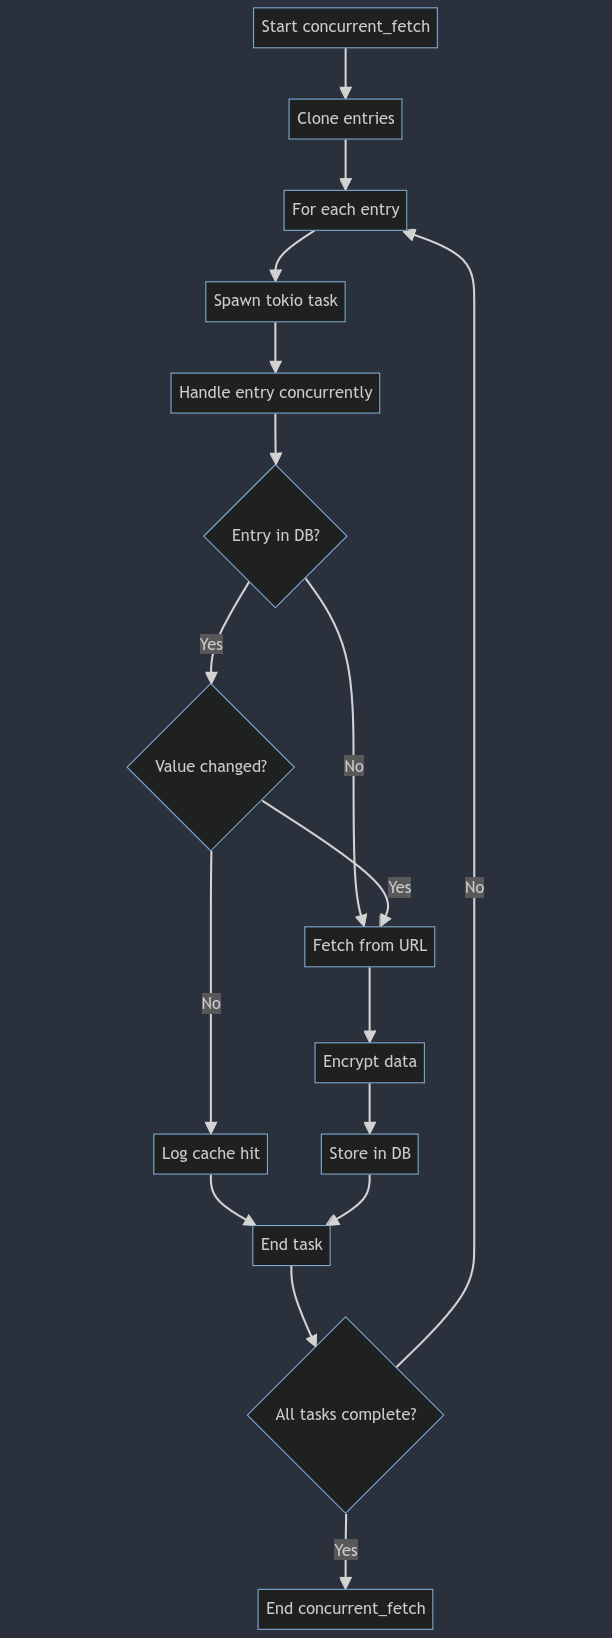 Start concurrent_fetch
Clone entries
For each entry
Spawn tokio task
Handle entry concurrently
Entry in DB?
Yes
Value changed?
No
Yes
No
Fetch from URL
No
Encrypt data
Log cache hit
Store in DB
End task
All tasks complete?
Yes
End concurrent_fetch